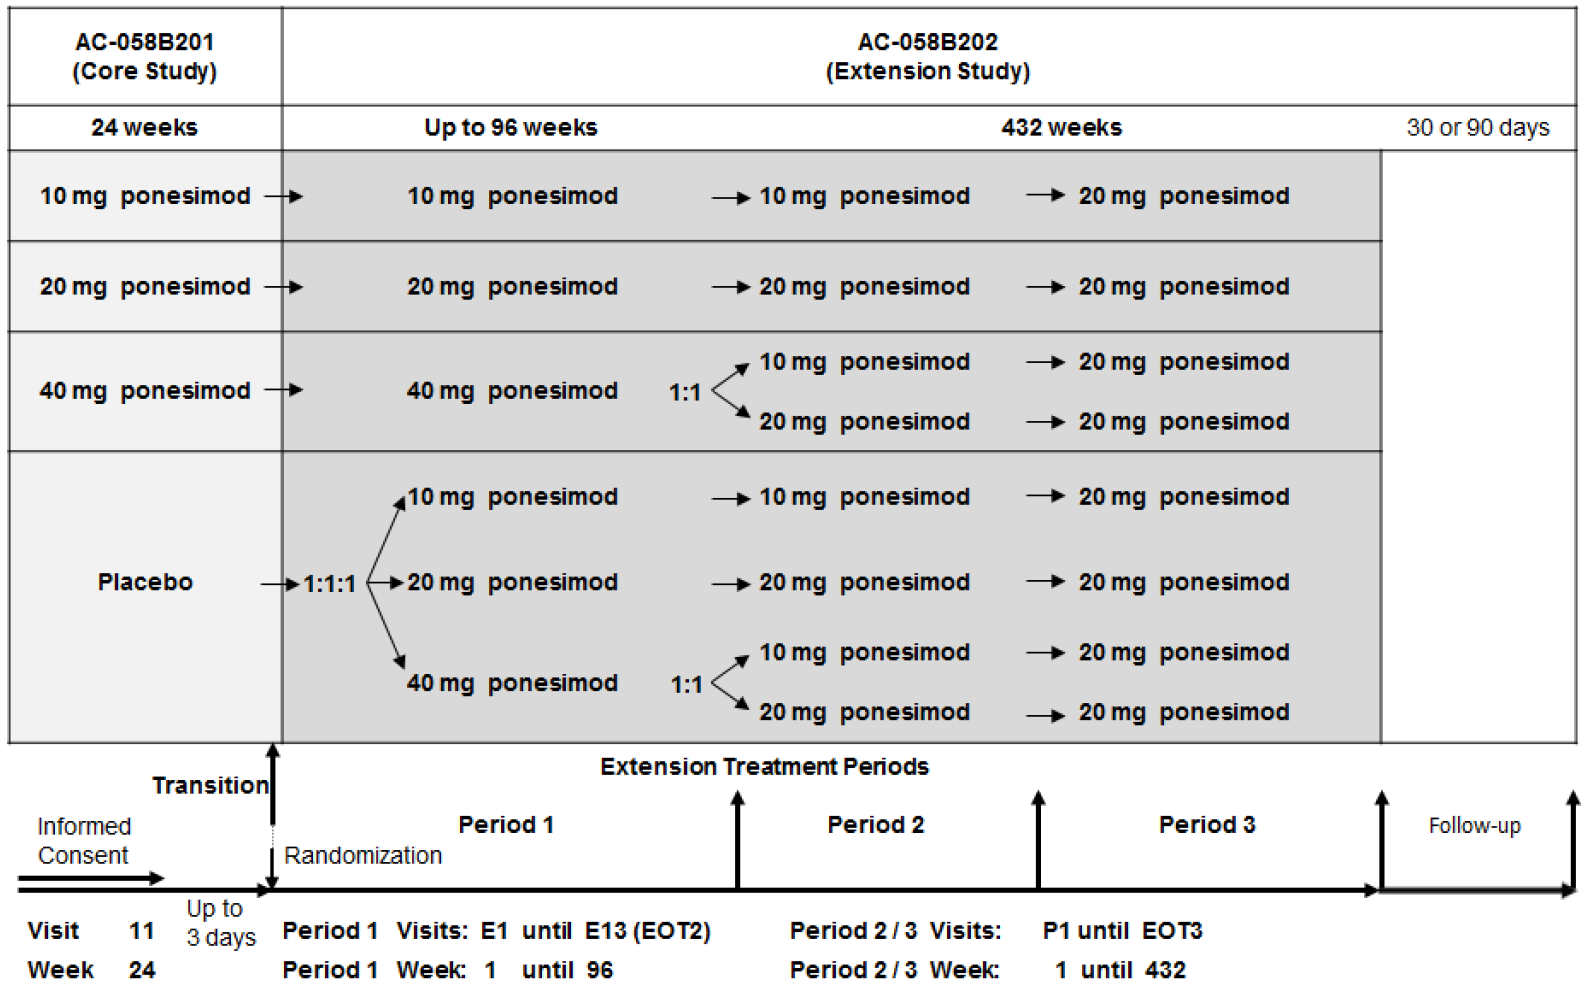 AC-058B201
(Core Study)
AC-058B202
(Extension Study)
24 weeks
Up to 96 weeks
432 weeks
30 or 90 days
10 mg ponesimod
10 mg ponesimod
10 mg ponesimod
20 mg ponesimod
20 mg ponesimod
20 mg ponesimod
20 mg ponesimod
20 mg ponesimod
40 mg ponesimod
40 mg ponesimod
1:1
10 mg ponesimod
20 mg ponesimod
20 mg ponesimod
20 mg ponesimod
Placebo
1:1:1
10 mg ponesimod
10 mg ponesimod
20 mg ponesimod
20 mg ponesimod
20 mg ponesimod
20 mg ponesimod
40 mg ponesimod
1:1
10 mg ponesimod
20 mg ponesimod
20 mg ponesimod
20 mg ponesimod
Transition
Extension Treatment Periods
Informed
Consent
Randomization
Period 1
Period 2
Period 3
Follow-up
Up to
3 days
Visit 11
Week 24
Period 1 Visits: E1 until E13 (EOT2)
Period 1 Week: 1 until 96
Period 2 / 3 Visits: P1 until EOT3
Period 2 / 3 Week: 1 until 432